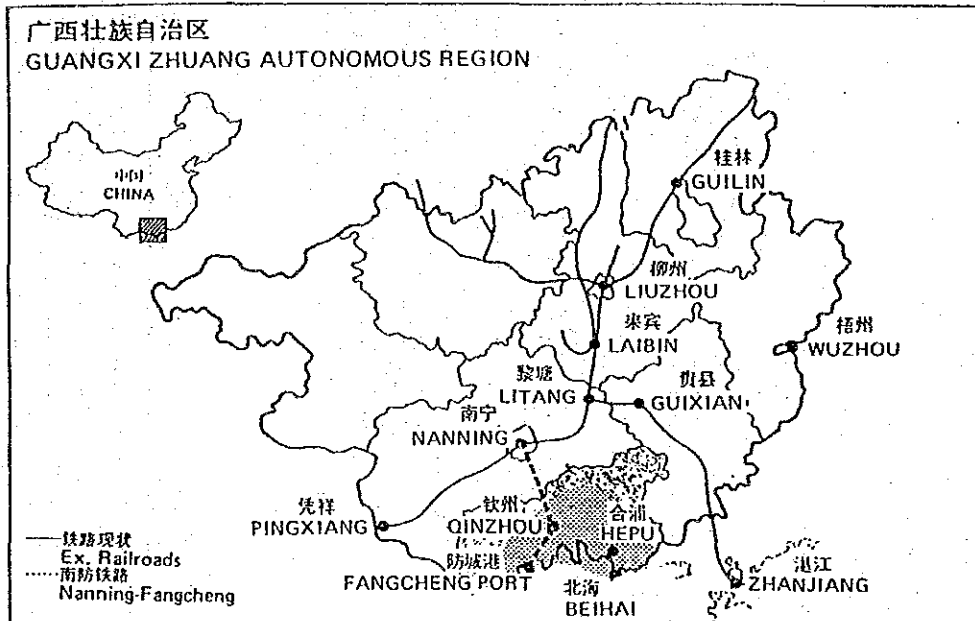 广西壮族自治区
GUANGXI ZHUANG AUTONOMOUS REGION
中国
CHINA
桂林
GUILIN
柳州
LIUZHOU
来宾
LAIBIN
梧州
WUZHOU
黎塘
LITANG
贵县
GUIXIAN
南宁
NANNING
凭祥
PINGXIANG
钦州
QINZHOU
合浦
HEPU
防城港
FANGCHENG PORT
北海
BEIHAI
湛江
ZHANJIANG
铁路现状
Ex. Railroads
南防铁路
Nanning-Fangcheng